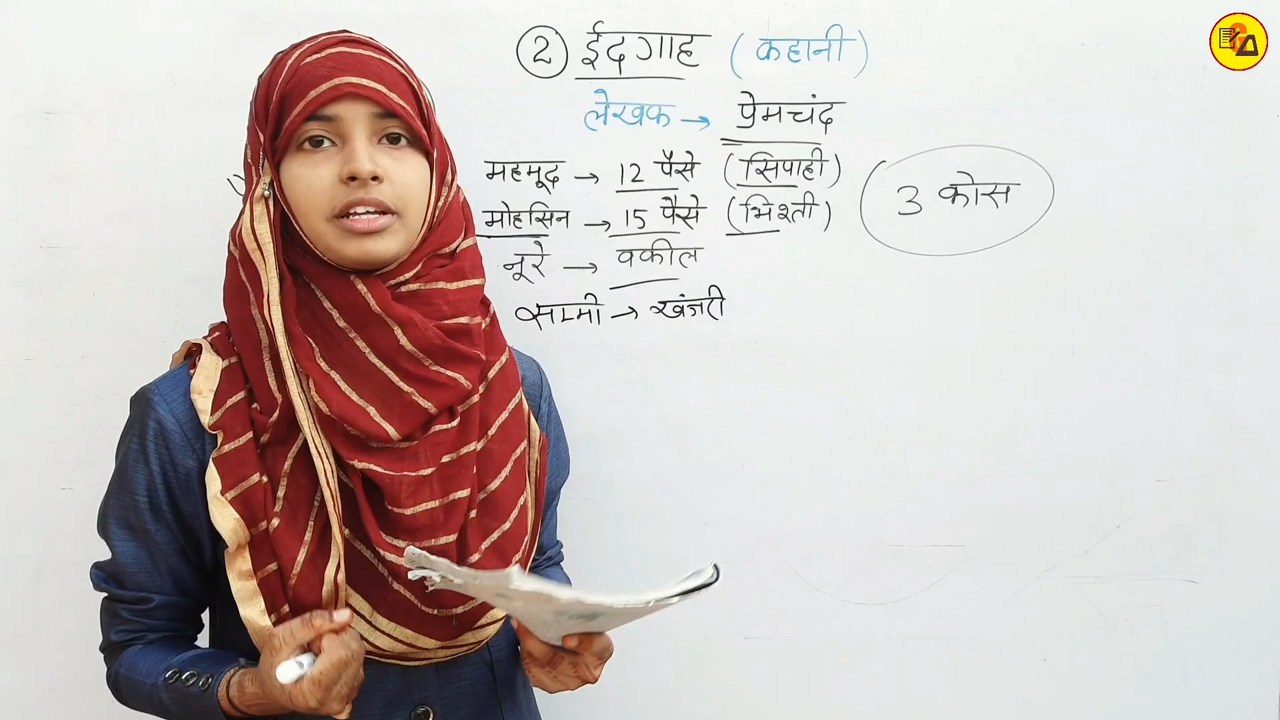 ② ईदगाह (कहानी)
लेखक → प्रेमचंद
महमूद → 12 पैसे (सिपाही)
मोहसिन → 15 पैसे (भिश्ती)
3 कोस
नूरे → वकील
सम्मी → खंजरी